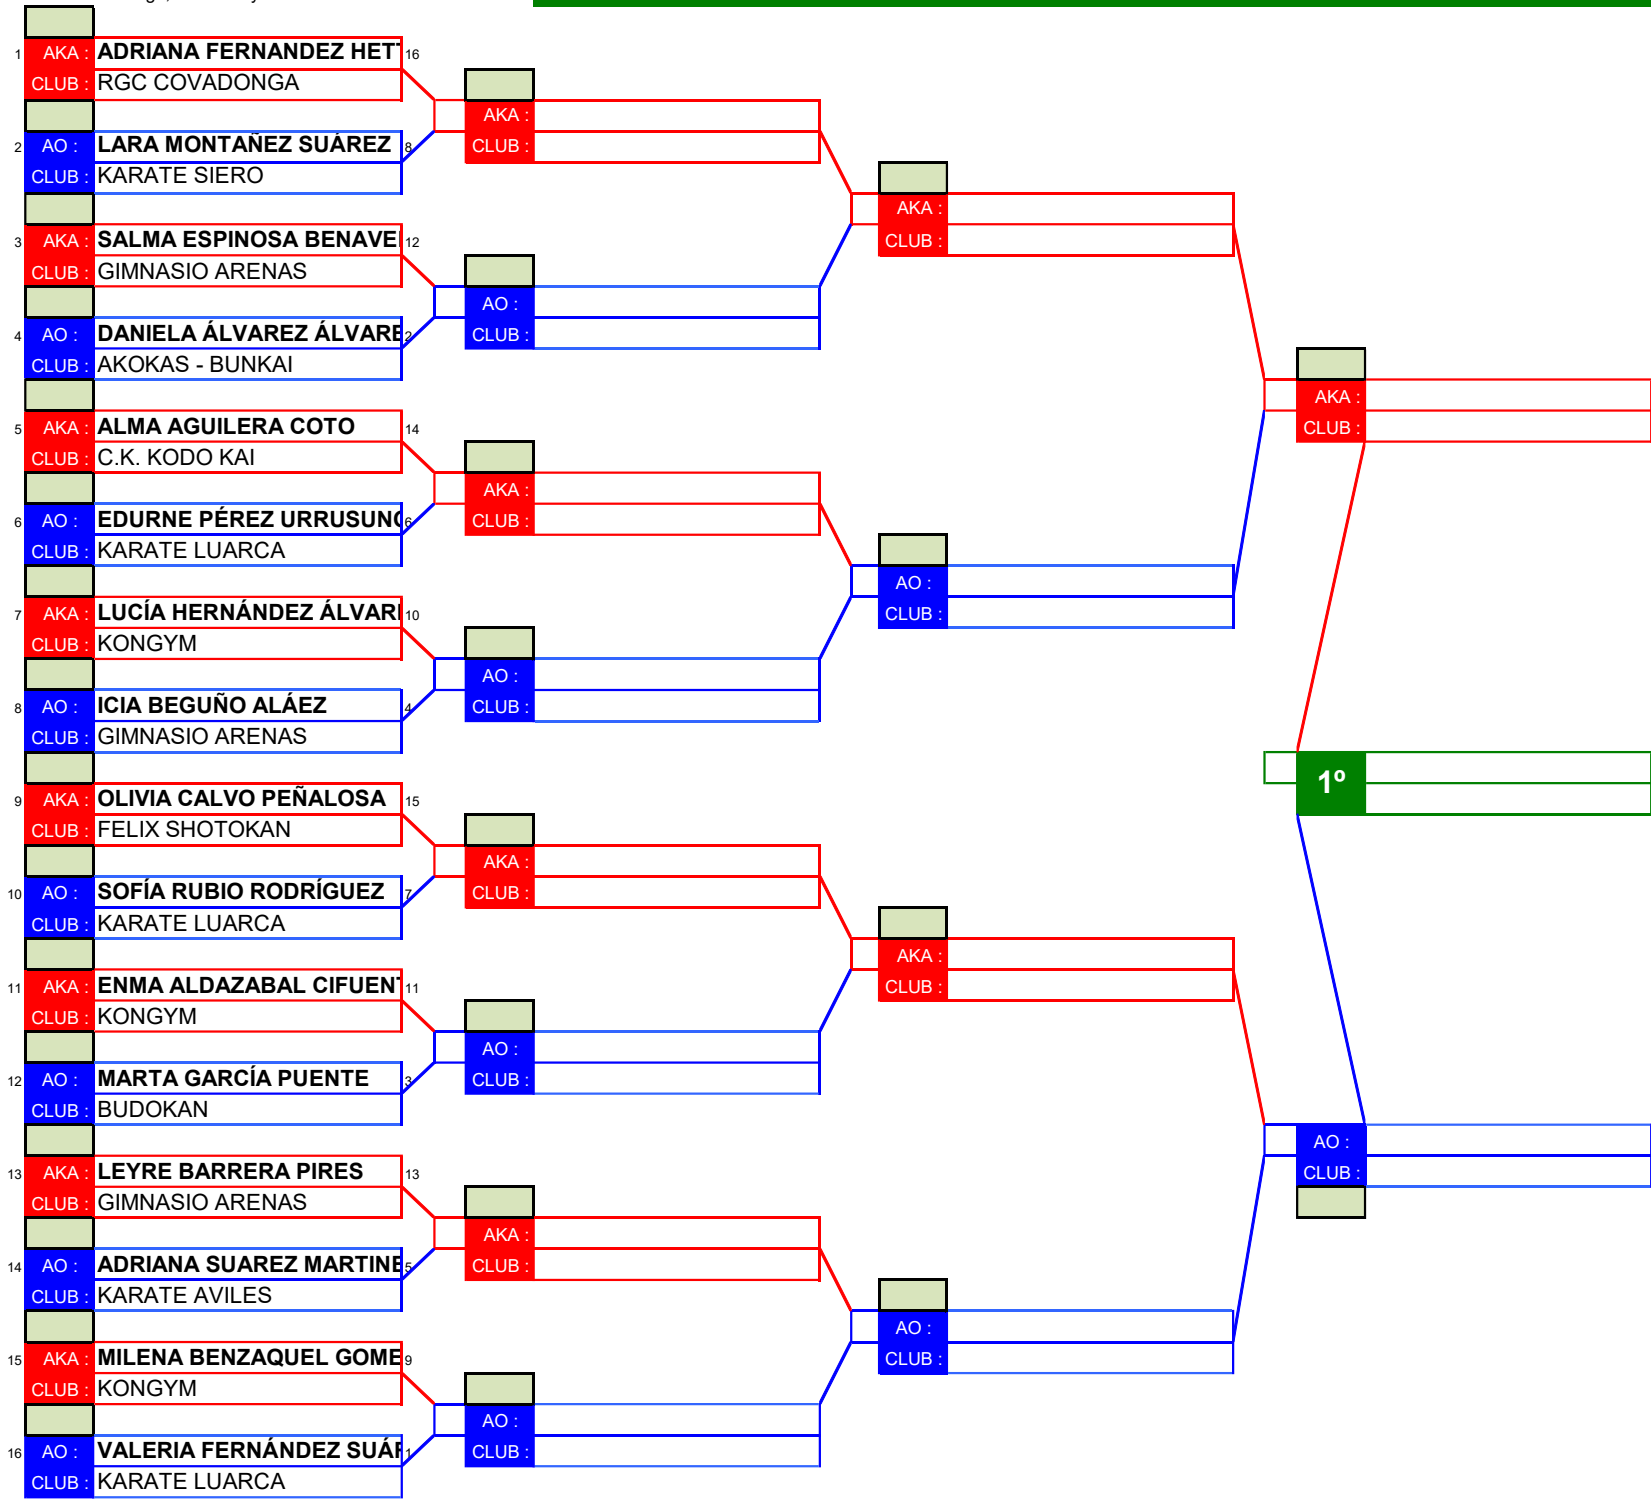 1 AKA : ADRIANA FERNANDEZ HET 16
CLUB : RGC COVADONGA
2 AO : LARA MONTAÑEZ SUÁREZ 8
CLUB : KARATE SIERO
3 AKA : SALMA ESPINOSA BENAVE 12
CLUB : GIMNASIO ARENAS
4 AO : DANIELA ÁLVAREZ ÁLVARE 2
CLUB : AKOKAS - BUNKAI
5 AKA : ALMA AGUILERA COTO 14
CLUB : C.K. KODO KAI
6 AO : EDURNE PÉREZ URRUSUNO 6
CLUB : KARATE LUARCA
7 AKA : LUCÍA HERNÁNDEZ ÁLVAR 10
CLUB : KONGYM
8 AO : ICIA BEGUÑO ALÁEZ 4
CLUB : GIMNASIO ARENAS
9 AKA : OLIVIA CALVO PEÑALOSA 15
CLUB : FELIX SHOTOKAN
10 AO : SOFÍA RUBIO RODRÍGUEZ 7
CLUB : KARATE LUARCA
11 AKA : ENMA ALDAZABAL CIFUENT 11
CLUB : KONGYM
12 AO : MARTA GARCÍA PUENTE 3
CLUB : BUDOKAN
13 AKA : LEYRE BARRERA PIRES 13
CLUB : GIMNASIO ARENAS
14 AO : ADRIANA SUAREZ MARTINE 5
CLUB : KARATE AVILES
15 AKA : MILENA BENZAQUEL GOME 9
CLUB : KONGYM
16 AO : VALERIA FERNÁNDEZ SUÁR 1
CLUB : KARATE LUARCA
AKA :
CLUB :
AO :
CLUB :
AKA :
CLUB :
AO :
CLUB :
AKA :
CLUB :
AO :
CLUB :
AKA :
CLUB :
AO :
CLUB :
AKA :
CLUB :
AO :
CLUB :
AKA :
CLUB :
AO :
CLUB :
AKA :
CLUB :
1º
AO :
CLUB :